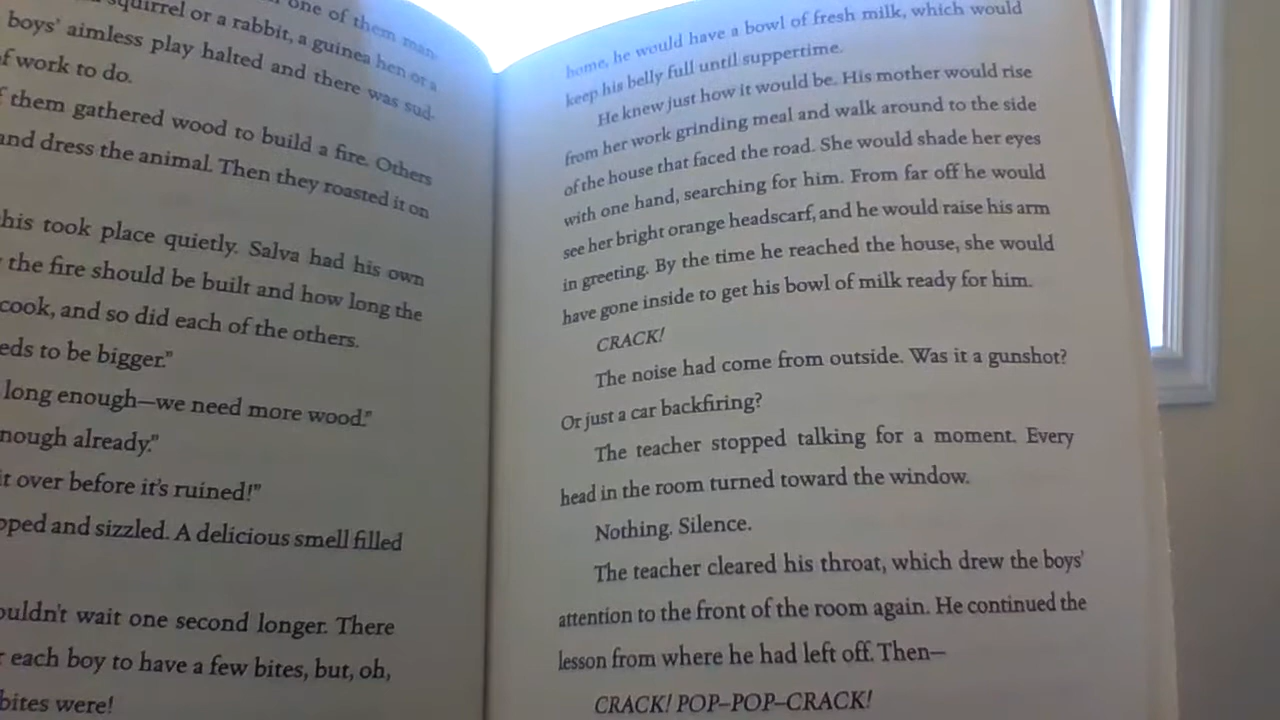 one of them man-
squirrel or a rabbit, a guinea hen or a
boys' aimless play halted and there was sud-
of work to do.
them gathered wood to build a fire. Others
and dress the animal. Then they roasted it on
this took place quietly. Salva had his own
the fire should be built and how long the
cook, and so did each of the others.
eds to be bigger."
long enough—we need more wood."
nough already."
it over before it's ruined!"
pped and sizzled. A delicious smell filled
ouldn't wait one second longer. There
each boy to have a few bites, but, oh,
bites were!
home, he would have a bowl of fresh milk, which would
keep his belly full until suppertime.
He knew just how it would be. His mother would rise
from her work grinding meal and walk around to the side
of the house that faced the road. She would shade her eyes
with one hand, searching for him. From far off he would
see her bright orange headscarf, and he would raise his arm
in greeting. By the time he reached the house, she would
have gone inside to get his bowl of milk ready for him.
CRACK!
The noise had come from outside. Was it a gunshot?
Or just a car backfiring?
The teacher stopped talking for a moment. Every
head in the room turned toward the window.
Nothing. Silence.
The teacher cleared his throat, which drew the boys'
attention to the front of the room again. He continued the
lesson from where he had left off. Then—
CRACK! POP–POP–CRACK!